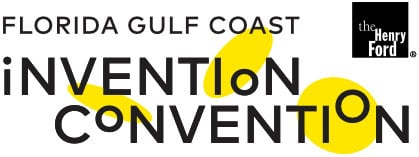 FLORIDA GULF COAST
iNVENTIoN
CoNVENTIoN
the
Henry
Ford
®